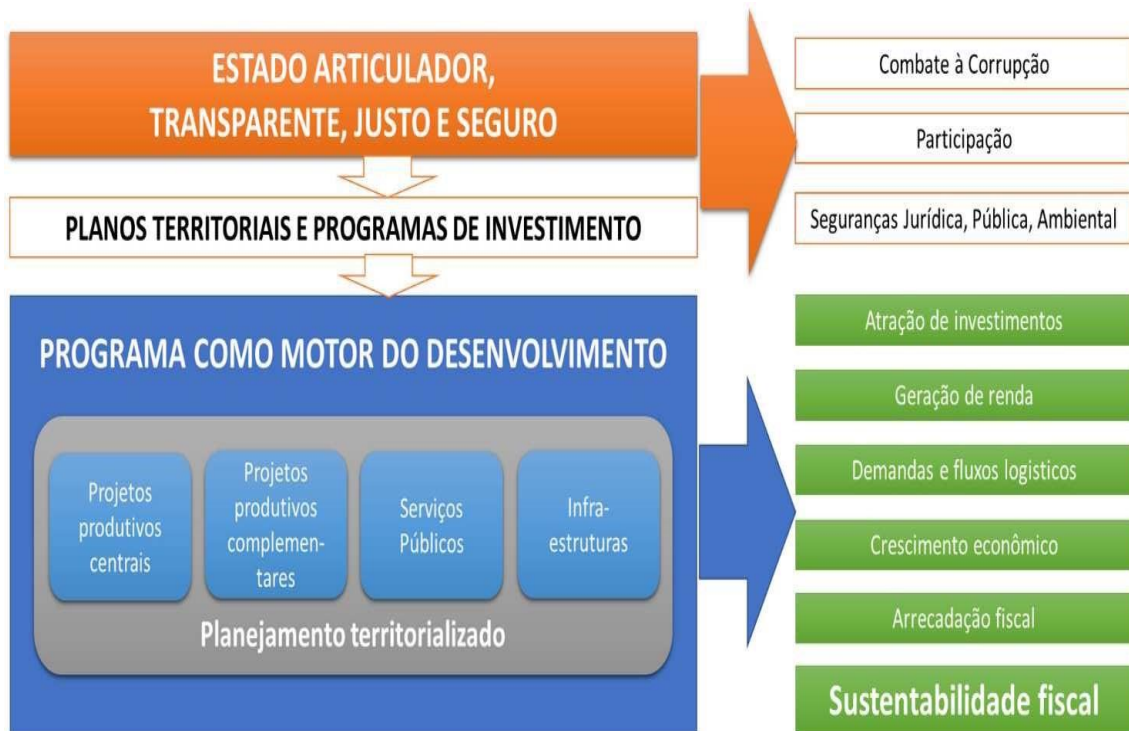 ESTADO ARTICULADOR,
TRANSPARENTE, JUSTO E SEGURO
PLANOS TERRITORIAIS E PROGRAMAS DE INVESTIMENTO
Combate à Corrupção
Participação
Seguranças Jurídica, Pública, Ambiental
PROGRAMA COMO MOTOR DO DESENVOLVIMENTO
Projetos
produtivos
centrais
Projetos
produtivos
complemen-
tares
Serviços
Públicos
Infra-
estruturas
Planejamento territorializado
Atração de investimentos
Geração de renda
Demandas e fluxos logisticos
Crescimento econômico
Arrecadação fiscal
Sustentabilidade fiscal